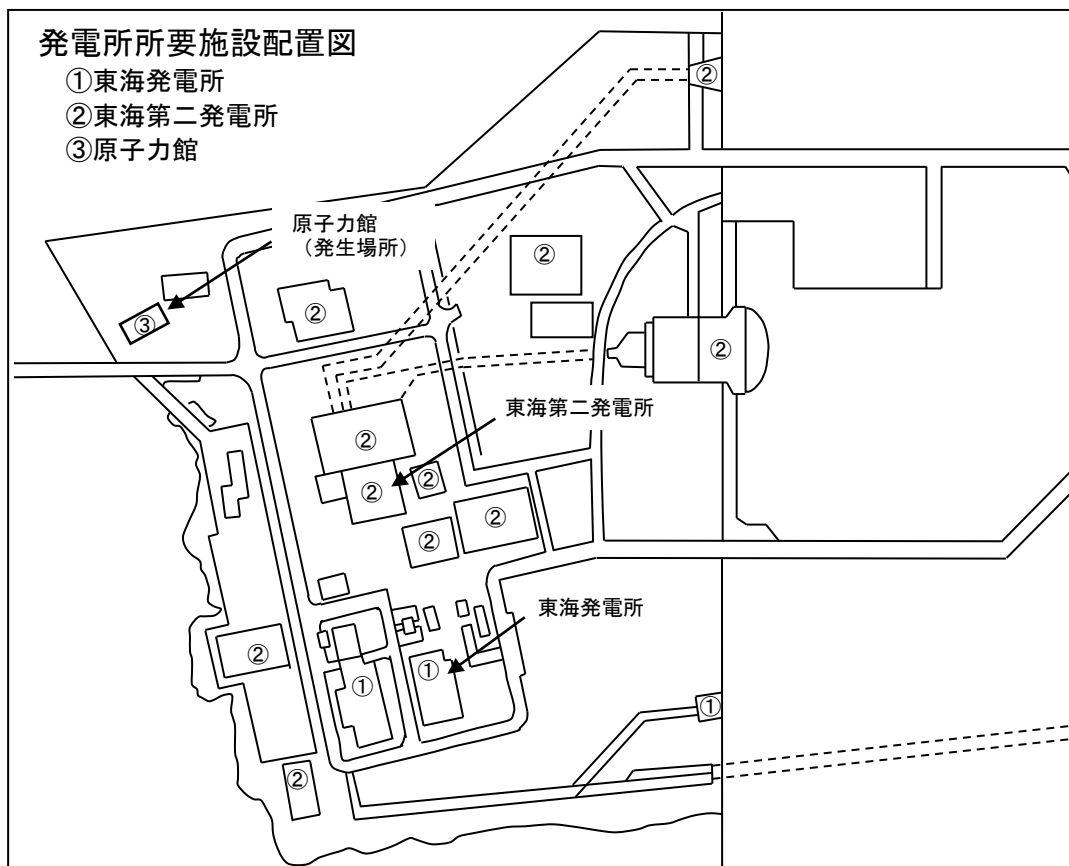 発電所所要施設配置図
①東海発電所
②東海第二発電所
③原子力館
②
原子力館
（発生場所）
②
③
②
②
東海第二発電所
②
②
②
②
②
東海発電所
②
①
①
①
②